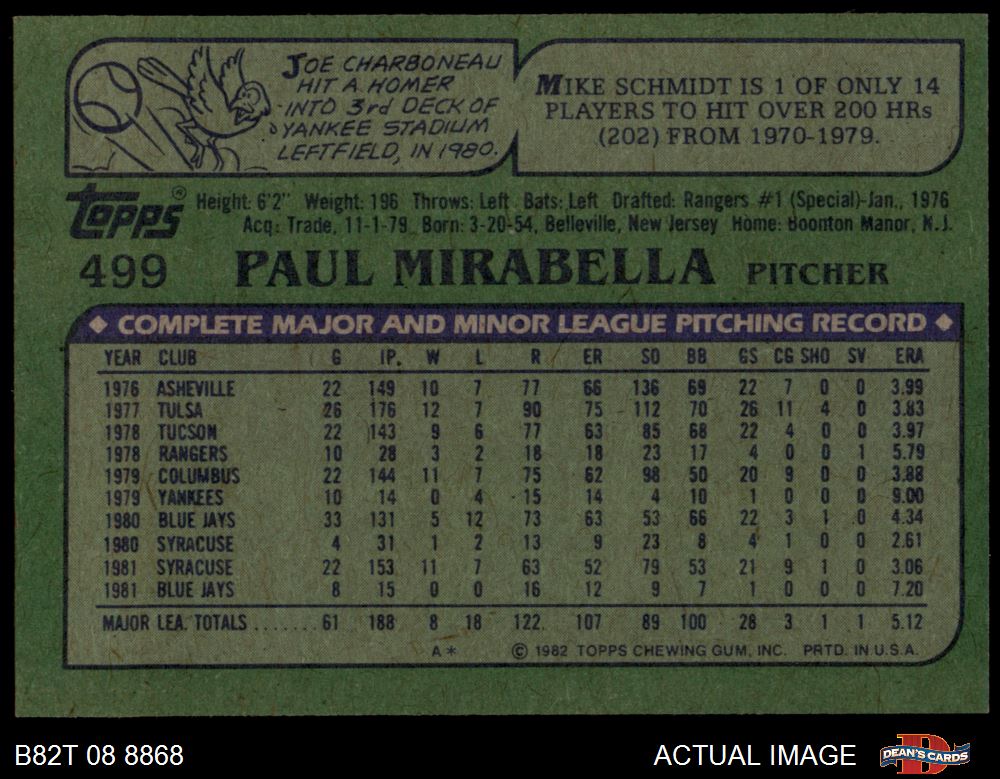 JOE CHARBONEAU
HIT A HOMER
INTO 3rd DECK OF
YANKEE STADIUM
LEFTFIELD, IN 1980.
MIKE SCHMIDT IS 1 OF ONLY 14
PLAYERS TO HIT OVER 200 HRs
(202) FROM 1970-1979.
TOPPS® Height: 6'2" Weight: 196 Throws: Left Bats: Left Drafted: Rangers #1 (Special)-Jan., 1976
Acq: Trade, 11-1-79 Born: 3-20-54, Belleville, New Jersey Home: Boonton Manor, N.J.
499 PAUL MIRABELLA PITCHER
◆ COMPLETE MAJOR AND MINOR LEAGUE PITCHING RECORD ◆
YEAR CLUB G IP. W L R ER SO BB GS CG SHO SV ERA
1976 ASHEVILLE 22 149 10 7 77 66 136 69 22 7 0 0 3.99
1977 TULSA 26 176 12 7 90 75 112 70 26 11 4 0 3.83
1978 TUCSON 22 143 9 6 77 63 85 68 22 4 0 0 3.97
1978 RANGERS 10 28 3 2 18 18 23 17 4 0 0 1 5.79
1979 COLUMBUS 22 144 11 7 75 62 98 50 20 9 0 0 3.88
1979 YANKEES 10 14 0 4 15 14 4 10 1 0 0 0 9.00
1980 BLUE JAYS 33 131 5 12 73 63 53 66 22 3 1 0 4.34
1980 SYRACUSE 4 31 1 2 13 9 23 8 4 1 0 0 2.61
1981 SYRACUSE 22 153 11 7 63 52 79 53 21 9 1 0 3.06
1981 BLUE JAYS 8 15 0 0 16 12 9 7 1 0 0 0 7.20
MAJOR LEA. TOTALS ....... 61 188 8 18 122 107 89 100 28 3 1 1 5.12
A* © 1982 TOPPS CHEWING GUM, INC. PRTD. IN U.S.A.
B82T 08 8868 ACTUAL IMAGE DEAN'S CARDS